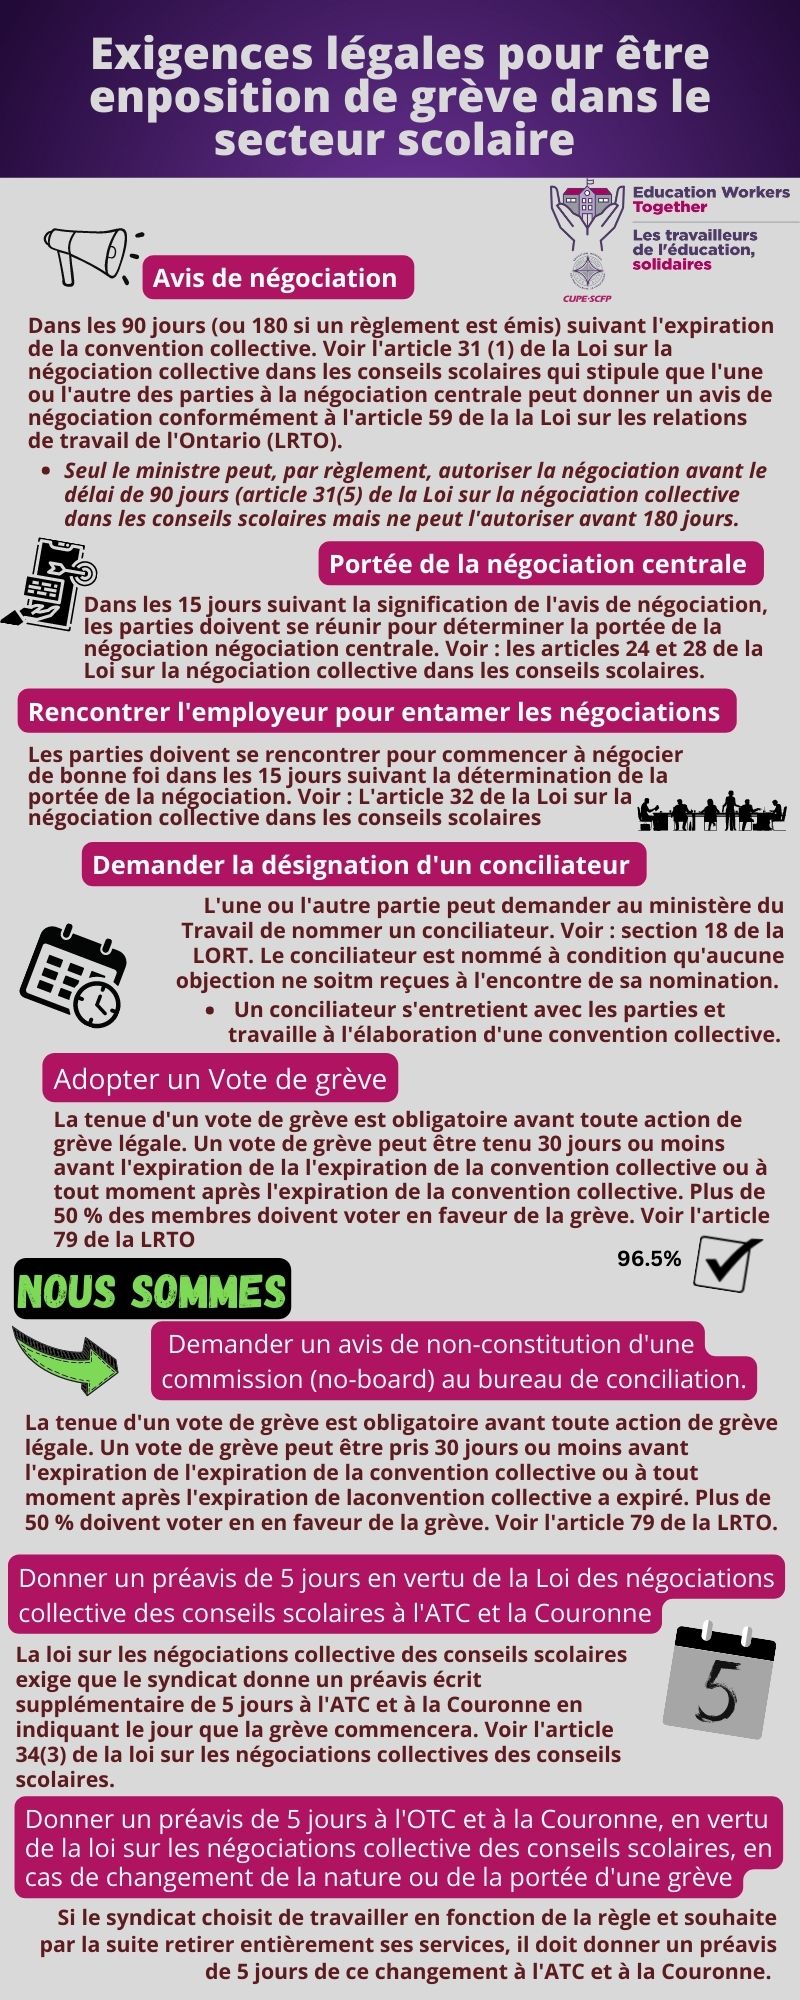 Exigences légales pour être
enposition de grève dans le
secteur scolaire
Education Workers
Together
Les travailleurs
de l'éducation,
solidaires
CUPE·SCFP
Avis de négociation
Dans les 90 jours (ou 180 si un règlement est émis) suivant l'expiration
de la convention collective. Voir l'article 31 (1) de la Loi sur la
négociation collective dans les conseils scolaires qui stipule que l'une
ou l'autre des parties à la négociation centrale peut donner un avis de
négociation conformément à l'article 59 de la la Loi sur les relations
de travail de l'Ontario (LRTO).
• Seul le ministre peut, par règlement, autoriser la négociation avant le
délai de 90 jours (article 31(5) de la Loi sur la négociation collective
dans les conseils scolaires mais ne peut l'autoriser avant 180 jours.
Portée de la négociation centrale
Dans les 15 jours suivant la signification de l'avis de négociation,
les parties doivent se réunir pour déterminer la portée de la
négociation négociation centrale. Voir : les articles 24 et 28 de la
Loi sur la négociation collective dans les conseils scolaires.
Rencontrer l'employeur pour entamer les négociations
Les parties doivent se rencontrer pour commencer à négocier
de bonne foi dans les 15 jours suivant la détermination de la
portée de la négociation. Voir : L'article 32 de la Loi sur la
négociation collective dans les conseils scolaires
Demander la désignation d'un conciliateur
L'une ou l'autre partie peut demander au ministère du
Travail de nommer un conciliateur. Voir : section 18 de la
LORT. Le conciliateur est nommé à condition qu'aucune
objection ne soitm reçues à l'encontre de sa nomination.
• Un conciliateur s'entretient avec les parties et
travaille à l'élaboration d'une convention collective.
Adopter un Vote de grève
La tenue d'un vote de grève est obligatoire avant toute action de
grève légale. Un vote de grève peut être tenu 30 jours ou moins
avant l'expiration de la l'expiration de la convention collective ou à
tout moment après l'expiration de la convention collective. Plus de
50 % des membres doivent voter en faveur de la grève. Voir l'article
79 de la LRTO
96.5%
NOUS SOMMES
Demander un avis de non-constitution d'une
commission (no-board) au bureau de conciliation.
La tenue d'un vote de grève est obligatoire avant toute action de grève
légale. Un vote de grève peut être pris 30 jours ou moins avant
l'expiration de l'expiration de la convention collective ou à tout
moment après l'expiration de laconvention collective a expiré. Plus de
50 % doivent voter en en faveur de la grève. Voir l'article 79 de la LRTO.
Donner un préavis de 5 jours en vertu de la Loi des négociations
collective des conseils scolaires à l'ATC et la Couronne
La loi sur les négociations collective des conseils scolaires
exige que le syndicat donne un préavis écrit
supplémentaire de 5 jours à l'ATC et à la Couronne en
indiquant le jour que la grève commencera. Voir l'article
34(3) de la loi sur les négociations collectives des conseils
scolaires.
5
Donner un préavis de 5 jours à l'OTC et à la Couronne, en vertu
de la loi sur les négociations collective des conseils scolaires, en
cas de changement de la nature ou de la portée d'une grève
Si le syndicat choisit de travailler en fonction de la règle et souhaite
par la suite retirer entièrement ses services, il doit donner un préavis
de 5 jours de ce changement à l'ATC et à la Couronne.